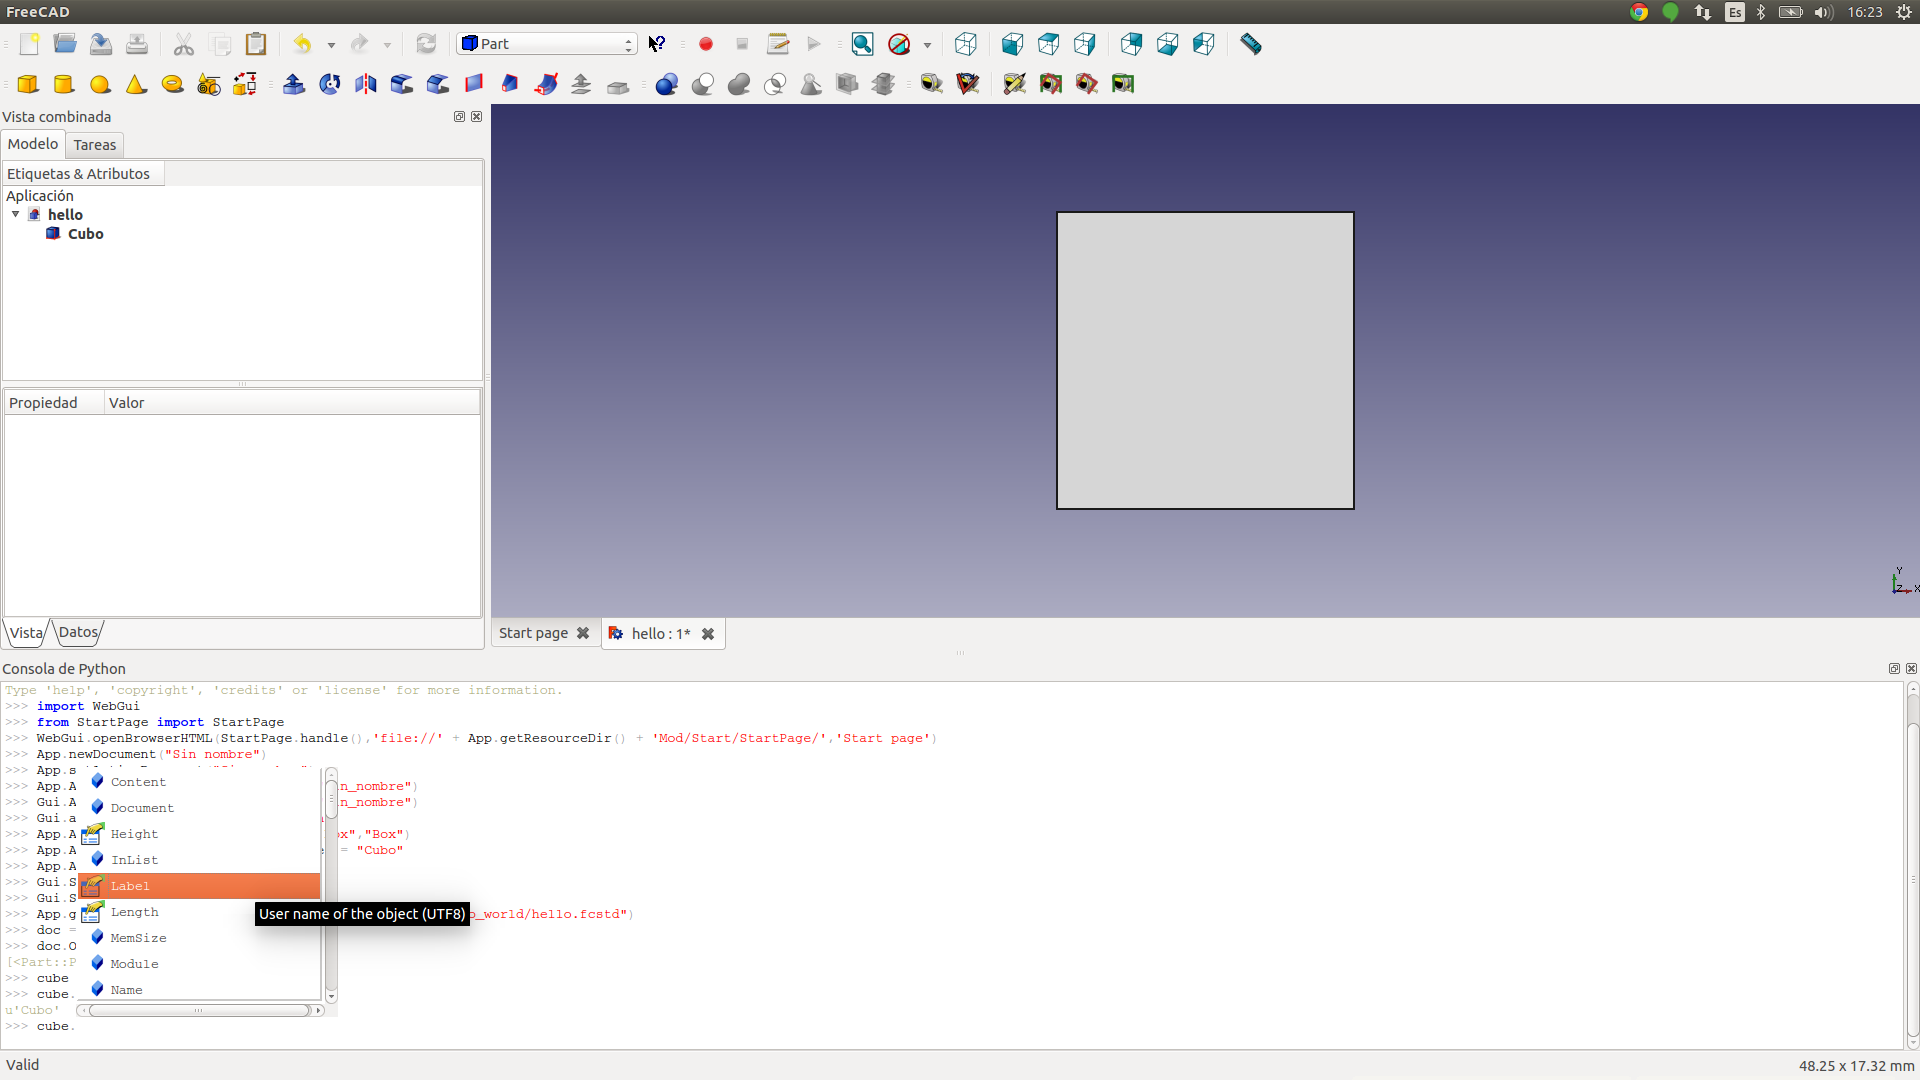 FreeCAD
Es
16:23
Part
Vista combinada
Modelo
Tareas
Etiquetas & Atributos
Aplicación
hello
Cubo
Propiedad
Valor
Vista
Datos
Y
Z
X
Start page
hello : 1*
Consola de Python
Type 'help', 'copyright', 'credits' or 'license' for more information.
>>> import WebGui
>>> from StartPage import StartPage
>>> WebGui.openBrowserHTML(StartPage.handle(),'file://' + App.getResourceDir() + 'Mod/Start/StartPage/','Start page')
>>> App.newDocument("Sin nombre")
>>> App.s
>>> App.A n_nombre")
>>> Gui.A n_nombre")
>>> Gui.a
>>> App.A ox","Box")
>>> App.A = "Cubo"
>>> App.A
>>> Gui.S
>>> Gui.S
>>> App.g o_world/hello.fcstd")
>>> doc =
>>> doc.O
[<Part::P
>>> cube
>>> cube.
u'Cubo'
>>> cube.
Content
Document
Height
InList
Label
Length
MemSize
Module
Name
User name of the object (UTF8)
Valid
48.25 x 17.32 mm